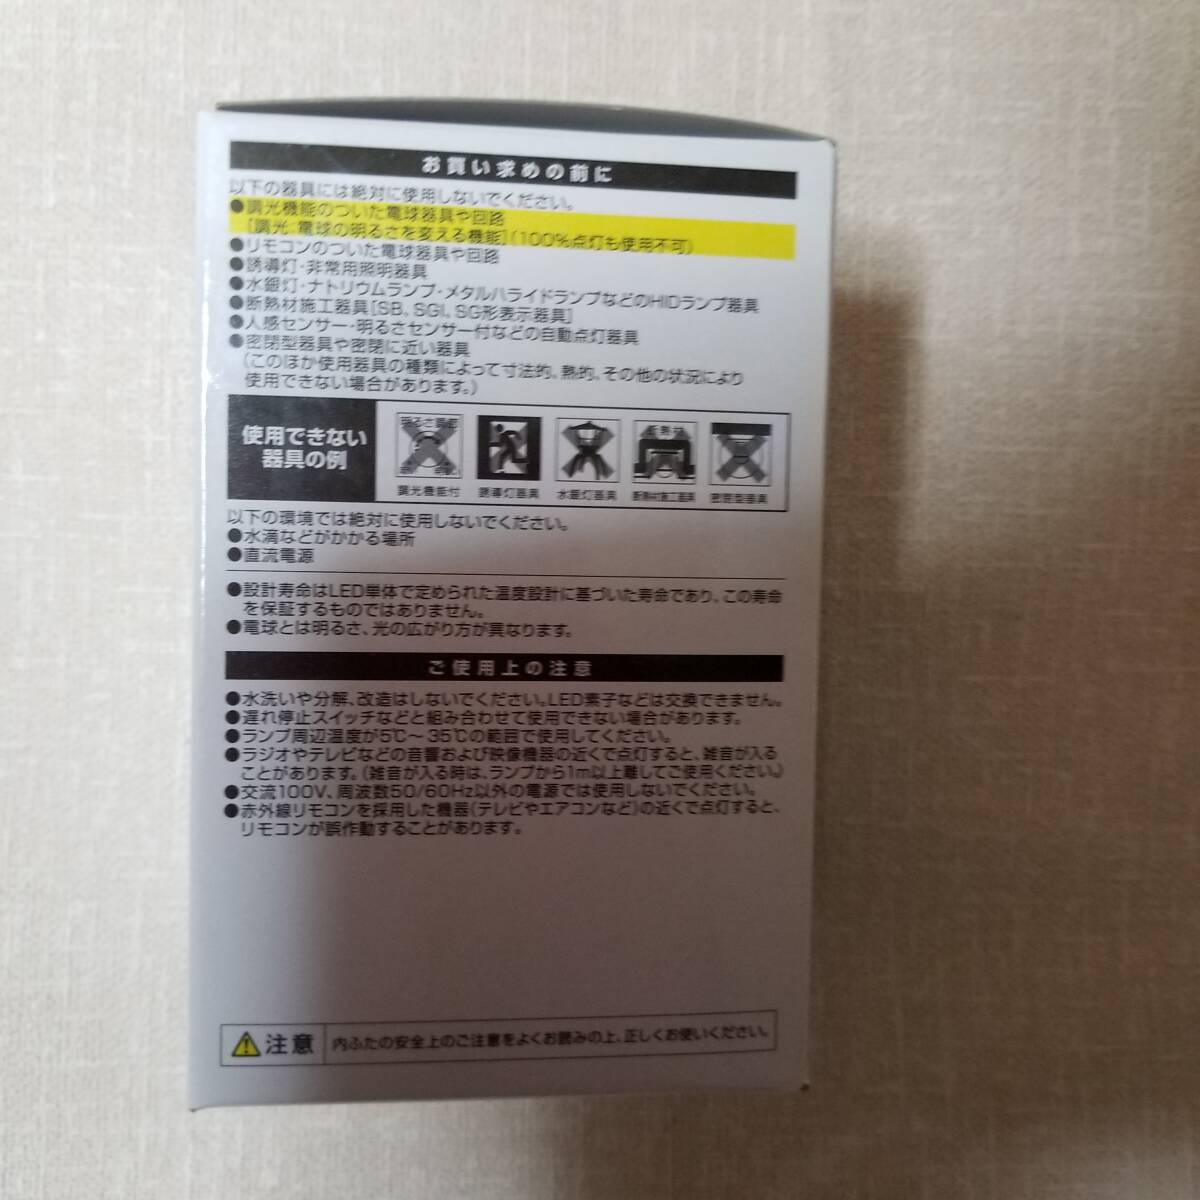 お買い求めの前に
以下の器具には絶対に使用しないでください。
●調光機能のついた電球器具や回路
[調光:電球の明るさを変える機能](100%点灯も使用不可)
●リモコンのついた電球器具や回路
●誘導灯・非常用照明器具
●水銀灯・ナトリウムランプ・メタルハライドランプなどのHIDランプ器具
●断熱材施工器具[SB、SGI、SG形表示器具]
●人感センサー・明るさセンサー付などの自動点灯器具
●密閉型器具や密閉に近い器具
(このほか使用器具の種類によって寸法的、熱的、その他の状況により
使用できない場合があります。)
使用できない
器具の例
明るさ調節
断熱材
調光機能付 誘導灯器具 水銀灯器具 断熱材施工器具 密閉型器具
以下の環境では絶対に使用しないでください。
●水滴などがかかる場所
●直流電源
●設計寿命はLED単体で定められた温度設計に基づいた寿命であり、この寿命
を保証するものではありません。
●電球とは明るさ、光の広がり方が異なります。
ご使用上の注意
●水洗いや分解、改造はしないでください。LED素子などは交換できません。
●遅れ停止スイッチなどと組み合わせて使用できない場合があります。
●ランプ周辺温度が5℃～35℃の範囲で使用してください。
●ラジオやテレビなどの音響および映像機器の近くで点灯すると、雑音が入る
ことがあります。(雑音が入る時は、ランプから1m以上離してご使用ください。)
●交流100V、周波数50/60Hz以外の電源では使用しないでください。
●赤外線リモコンを採用した機器(テレビやエアコンなど)の近くで点灯すると、
リモコンが誤作動することがあります。
注意 内ふたの安全上のご注意をよくお読みの上、正しくお使いください。